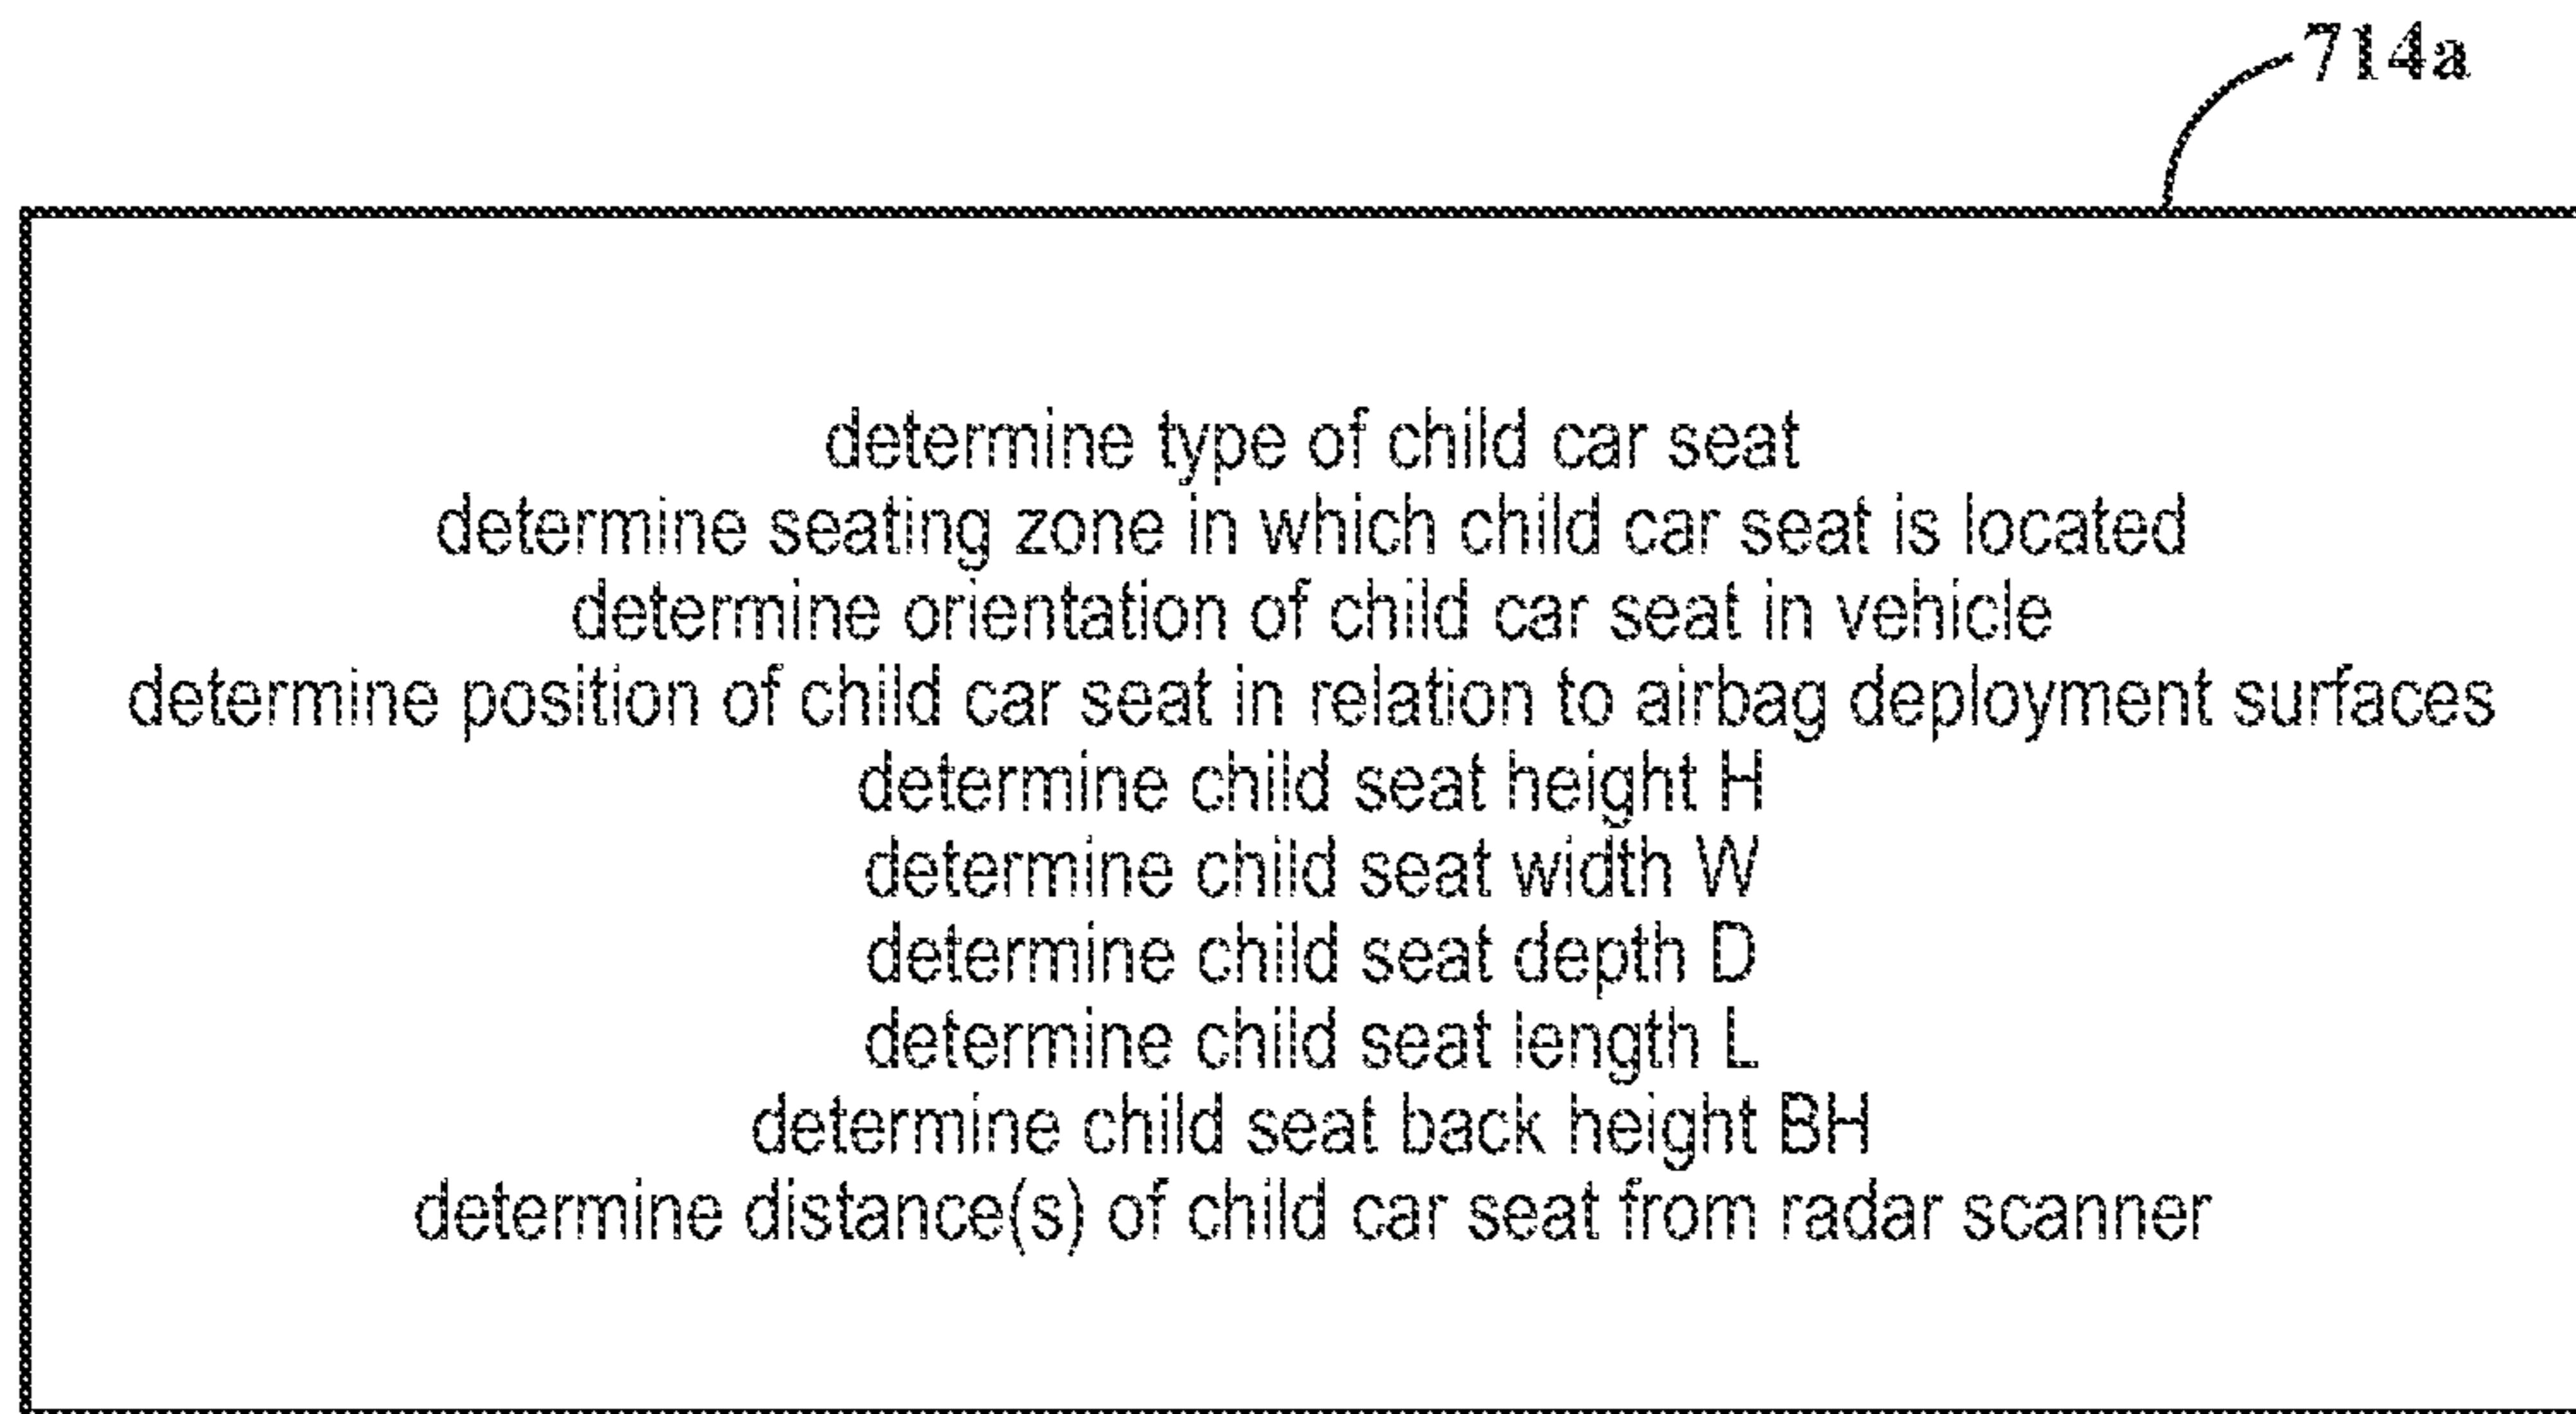 714a
determine type of child car seat
determine seating zone in which child car seat is located
determine orientation of child car seat in vehicle
determine position of child car seat in relation to airbag deployment surfaces
determine child seat height H
determine child seat width W
determine child seat depth D
determine child seat length L
determine child seat back height BH
determine distance(s) of child car seat from radar scanner